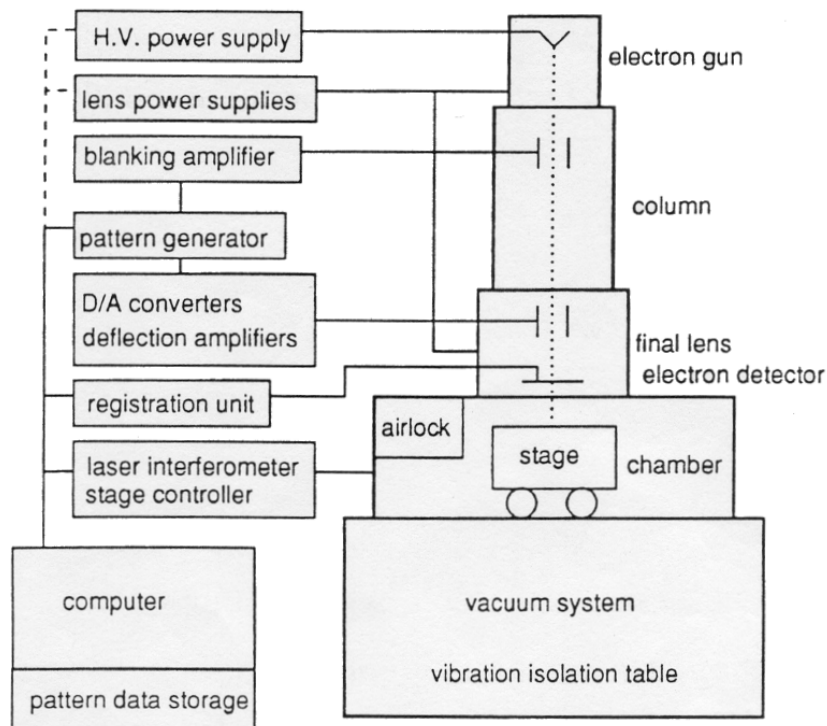 H.V. power supply
lens power supplies
blanking amplifier
pattern generator
D/A converters
deflection amplifiers
registration unit
laser interferometer
stage controller
computer
pattern data storage
electron gun
column
final lens
electron detector
airlock
stage
chamber
vacuum system
vibration isolation table